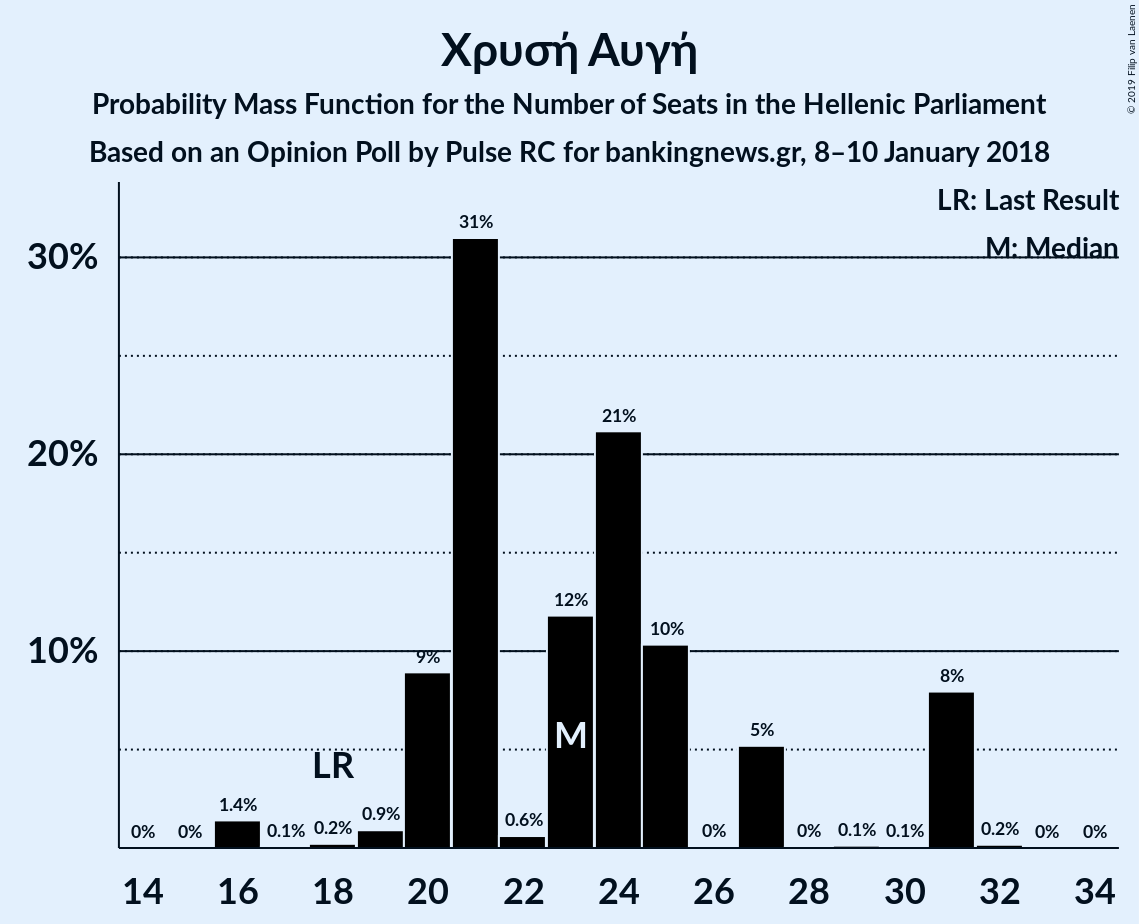 Χρυσή Αυγή
Probability Mass Function for the Number of Seats in the Hellenic Parliament
Based on an Opinion Poll by Pulse RC for bankingnews.gr, 8–10 January 2018
© 2019 Filip van Laenen
LR: Last Result
M: Median
30%
20%
10%
0%
0%
1.4%
0.1%
0.2%
0.9%
9%
31%
0.6%
12%
21%
10%
0%
5%
0%
0.1%
0.1%
8%
0.2%
0%
0%
LR
M
14 16 18 20 22 24 26 28 30 32 34